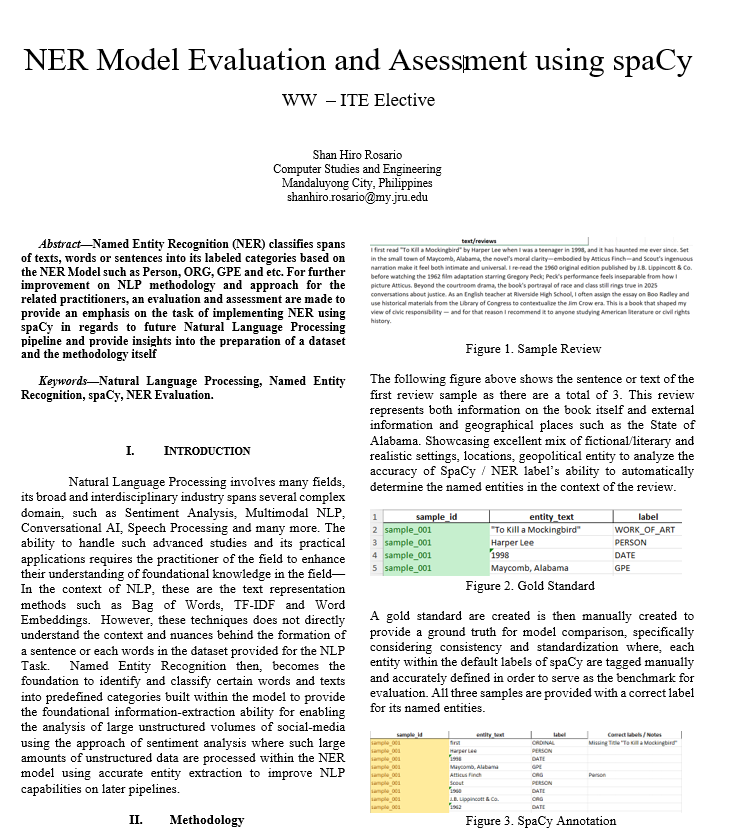 NER Model Evaluation and Asessment using spaCy
WW – ITE Elective
Shan Hiro Rosario
Computer Studies and Engineering
Mandaluyong City, Philippines
shanhiro.rosario@my.jru.edu
Abstract—Named Entity Recognition (NER) classifies spans
of texts, words or sentences into its labeled categories based on
the NER Model such as Person, ORG, GPE and etc. For further
improvement on NLP methodology and approach for the
related practitioners, an evaluation and assessment are made to
provide an emphasis on the task of implementing NER using
spaCy in regards to future Natural Language Processing
pipeline and provide insights into the preparation of a dataset
and the methodology itself
Keywords—Natural Language Processing, Named Entity
Recognition, spaCy, NER Evaluation.
I. INTRODUCTION
Natural Language Processing involves many fields,
its broad and interdisciplinary industry spans several complex
domain, such as Sentiment Analysis, Multimodal NLP,
Conversational AI, Speech Processing and many more. The
ability to handle such advanced studies and its practical
applications requires the practitioner of the field to enhance
their understanding of foundational knowledge in the field—
In the context of NLP, these are the text representation
methods such as Bag of Words, TF-IDF and Word
Embeddings. However, these techniques does not directly
understand the context and nuances behind the formation of
a sentence or each words in the dataset provided for the NLP
Task. Named Entity Recognition then, becomes the
foundation to identify and classify certain words and texts
into predefined categories built within the model to provide
the foundational information-extraction ability for enabling
the analysis of large unstructured volumes of social-media
using the approach of sentiment analysis where such large
amounts of unstructured data are processed within the NER
model using accurate entity extraction to improve NLP
capabilities on later pipelines.
II. Methodology
text/reviews
I first read "To Kill a Mockingbird" by Harper Lee when I was a teenager in 1998, and it has haunted me ever since. Set
in the small town of Maycomb, Alabama, the novel's moral clarity—embodied by Atticus Finch—and Scout's ingenuous
narration make it feel both intimate and universal. I re-read the 1960 original edition published by J.B. Lippincott & Co.
before watching the 1962 film adaptation starring Gregory Peck; Peck's performance feels inseparable from how I
picture Atticus. Beyond the courtroom drama, the book's portrayal of race and class still rings true in 2025
conversations about justice. As an English teacher at Riverside High School, I often assign the essay on Boo Radley and
use historical materials from the Library of Congress to contextualize the Jim Crow era. This is a book that shaped my
view of civic responsibility — and for that reason I recommend it to anyone studying American literature or civil rights
history.
Figure 1. Sample Review
The following figure above shows the sentence or text of the
first review sample as there are a total of 3. This review
represents both information on the book itself and external
information and geographical places such as the State of
Alabama. Showcasing excellent mix of fictional/literary and
realistic settings, locations, geopolitical entity to analyze the
accuracy of SpaCy / NER label's ability to automatically
determine the named entities in the context of the review.
1 sample_id entity_text label
2 sample_001 "To Kill a Mockingbird" WORK_OF_ART
3 sample_001 Harper Lee PERSON
4 sample_001 1998 DATE
5 sample_001 Maycomb, Alabama GPE
Figure 2. Gold Standard
A gold standard are created is then manually created to
provide a ground truth for model comparison, specifically
considering consistency and standardization where, each
entity within the default labels of spaCy are tagged manually
and accurately defined in order to serve as the benchmark for
evaluation. All three samples are provided with a correct label
for its named entities.
sample_id entity_text label Correct labels / Notes
sample_001 first ORDINAL Missing Title "To Kill a Mockingbird"
sample_001 Harper Lee PERSON
sample_001 1998 DATE
sample_001 Maycomb, Alabama GPE
sample_001 Atticus Finch ORG Person
sample_001 Scout PERSON
sample_001 1960 DATE
sample_001 J.B. Lippincott & Co. ORG
sample_001 1962 DATE
Figure 3. SpaCy Annotation